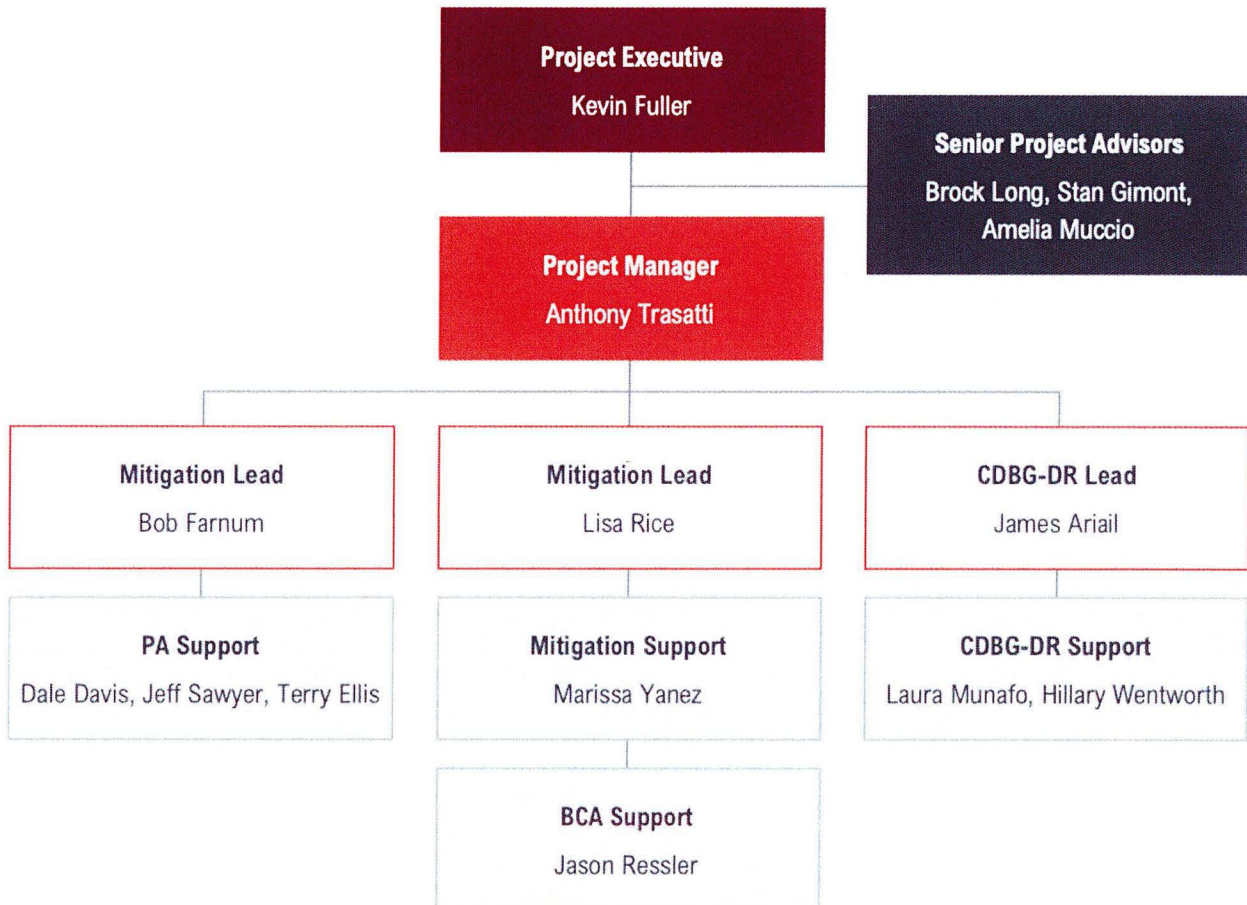 Project Executive
Kevin Fuller
Senior Project Advisors
Brock Long, Stan Gimont,
Amelia Muccio
Project Manager
Anthony Trasatti
Mitigation Lead
Bob Farnum
Mitigation Lead
Lisa Rice
CDBG-DR Lead
James Ariail
PA Support
Dale Davis, Jeff Sawyer, Terry Ellis
Mitigation Support
Marissa Yanez
CDBG-DR Support
Laura Munafo, Hillary Wentworth
BCA Support
Jason Ressler